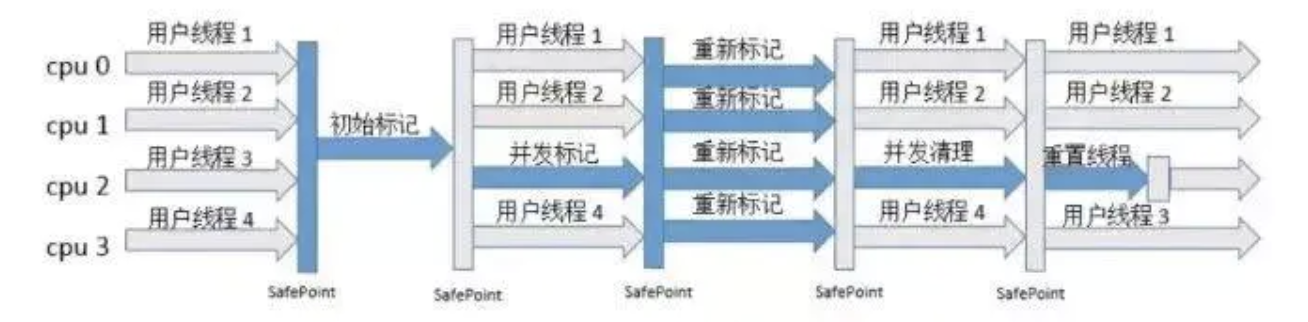 用户线程 1 用户线程 1 重新标记 用户线程 1 用户线程 1
cpu 0
用户线程 2 用户线程 2 重新标记 用户线程 2 用户线程 2
cpu 1 初始标记
用户线程 3 并发标记 重新标记 并发清理 重置线程
cpu 2
用户线程 4 用户线程 4 重新标记 用户线程 4 用户线程 3
cpu 3
SafePoint SafePoint SafePoint SafePoint SafePoint